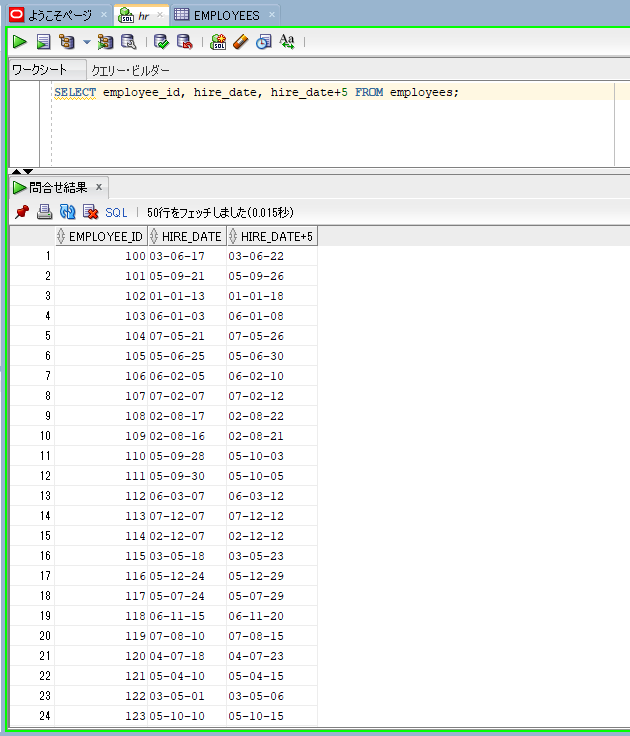 ようこそページ hr EMPLOYEES
SQL Aa
ワークシート クエリー・ビルダー
SELECT employee_id, hire_date, hire_date+5 FROM employees;
問合せ結果 x
SQL | 50行をフェッチしました(0.015秒)
EMPLOYEE_ID HIRE_DATE HIRE_DATE+5
1 100 03-06-17 03-06-22
2 101 05-09-21 05-09-26
3 102 01-01-13 01-01-18
4 103 06-01-03 06-01-08
5 104 07-05-21 07-05-26
6 105 05-06-25 05-06-30
7 106 06-02-05 06-02-10
8 107 07-02-07 07-02-12
9 108 02-08-17 02-08-22
10 109 02-08-16 02-08-21
11 110 05-09-28 05-10-03
12 111 05-09-30 05-10-05
13 112 06-03-07 06-03-12
14 113 07-12-07 07-12-12
15 114 02-12-07 02-12-12
16 115 03-05-18 03-05-23
17 116 05-12-24 05-12-29
18 117 05-07-24 05-07-29
19 118 06-11-15 06-11-20
20 119 07-08-10 07-08-15
21 120 04-07-18 04-07-23
22 121 05-04-10 05-04-15
23 122 03-05-01 03-05-06
24 123 05-10-10 05-10-15